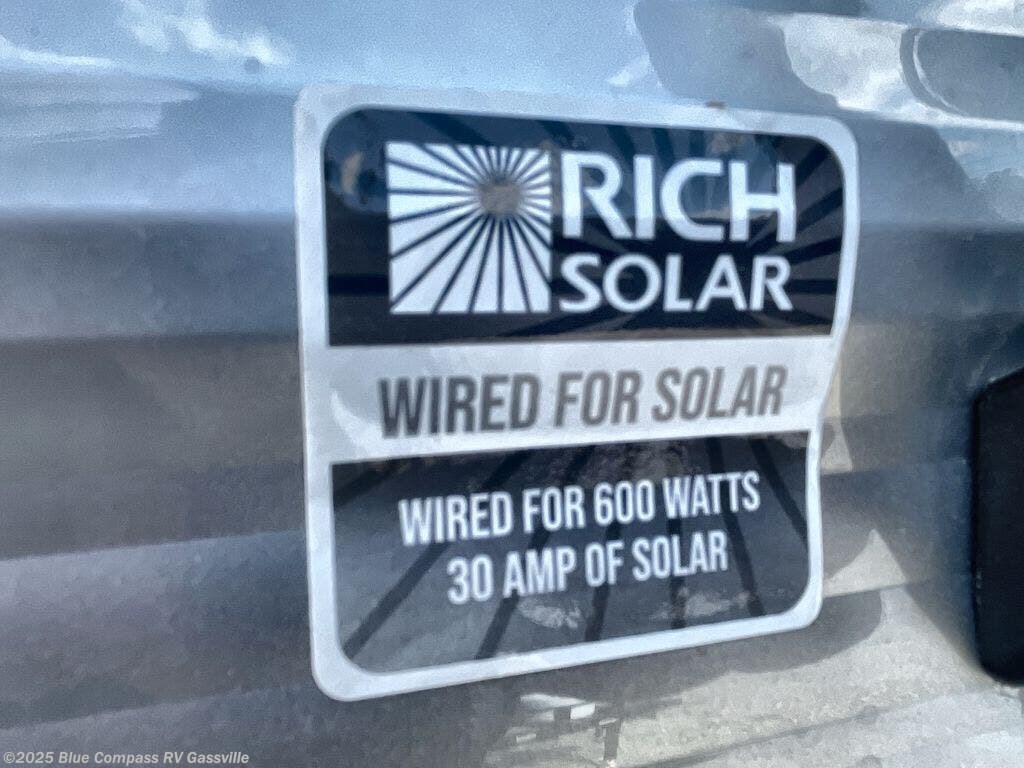 RICH
SOLAR
WIRED FOR SOLAR
WIRED FOR 600 WATTS
30 AMP OF SOLAR
©2025 Blue Compass RV Gassville